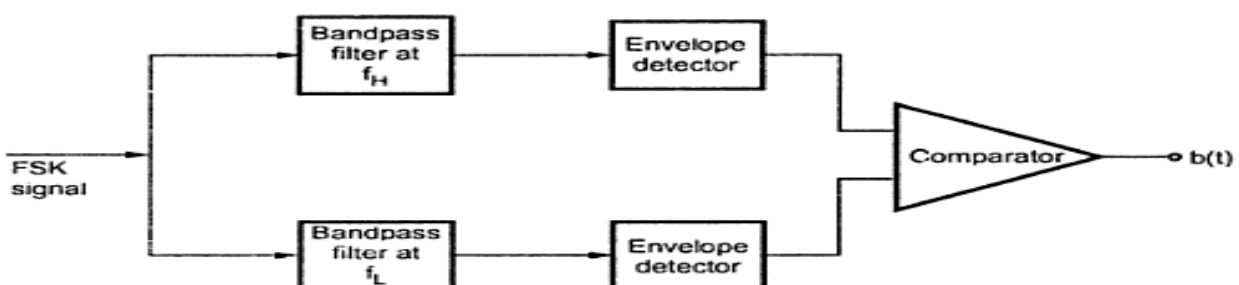 Bandpass
filter at
fH
Envelope
detector
FSK
signal
Comparator
b(t)
Bandpass
filter at
fL
Envelope
detector